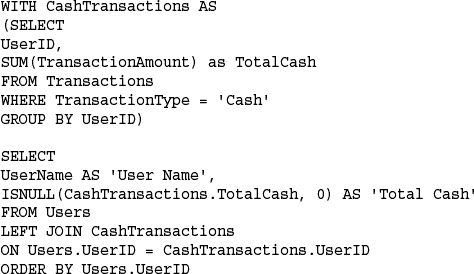 WITH CashTransactions AS
(SELECT
UserID,
SUM(TransactionAmount) as TotalCash
FROM Transactions
WHERE TransactionType = 'Cash'
GROUP BY UserID)
SELECT
UserName AS 'User Name',
ISNULL(CashTransactions.TotalCash, 0) AS 'Total Cash'
FROM Users
LEFT JOIN CashTransactions
ON Users.UserID = CashTransactions.UserID
ORDER BY Users.UserID